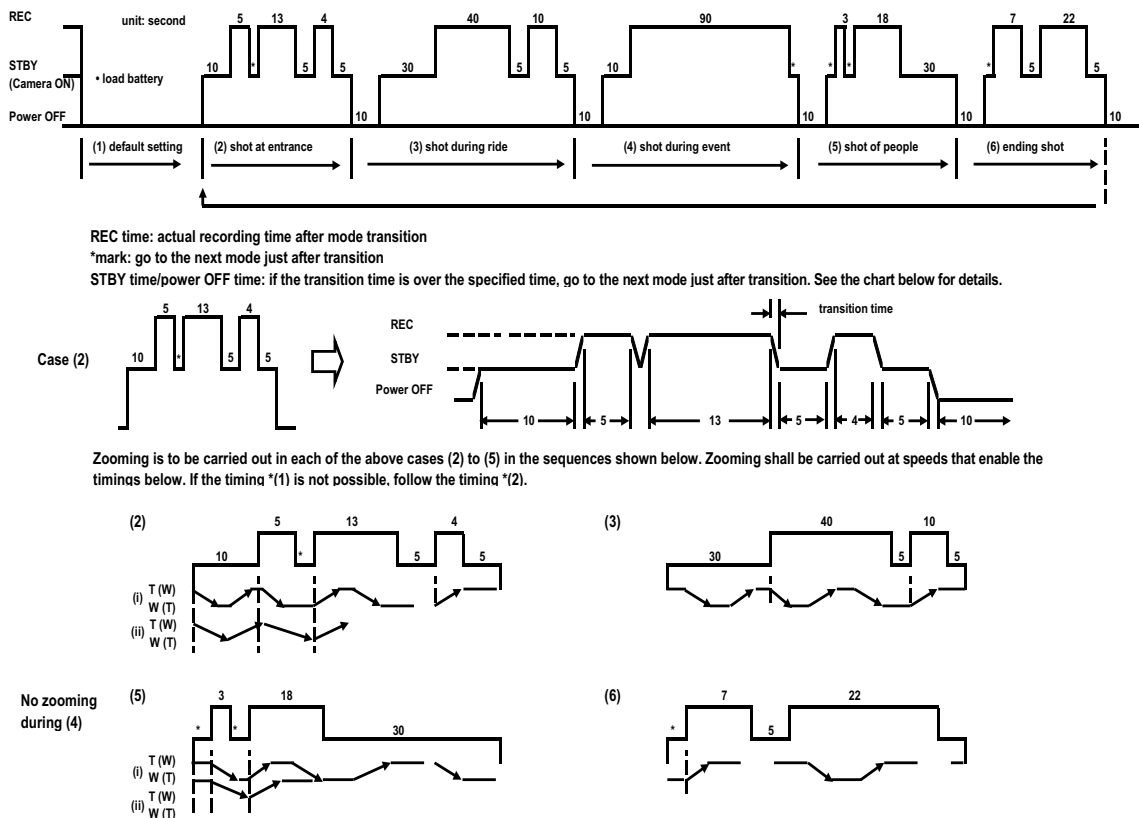 REC
unit: second
5 13 4 40 10 90 3 18 7 22
STBY
(Camera ON)
• load battery
10 * 5 5 30 5 5 10 * * * 30 * 5 5
Power OFF
10 10 10 10 10
(1) default setting
(2) shot at entrance
(3) shot during ride
(4) shot during event
(5) shot of people
(6) ending shot
REC time: actual recording time after mode transition
*mark: go to the next mode just after transition
STBY time/power OFF time: if the transition time is over the specified time, go to the next mode just after transition. See the chart below for details.
Case (2)
5 13 4
10 * 5 5
transition time
REC
STBY
Power OFF
10 5 13 5 4 5 10
Zooming is to be carried out in each of the above cases (2) to (5) in the sequences shown below. Zooming shall be carried out at speeds that enable the
timings below. If the timing *(1) is not possible, follow the timing *(2).
(2)
5 13 4
10 * 5 5
(i) T (W)
W (T)
(ii) T (W)
W (T)
(3)
40 10
30 5 5
No zooming
during (4)
(5)
3 18
* * 30
(i) T (W)
W (T)
(ii) T (W)
W (T)
(6)
7 22
* 5